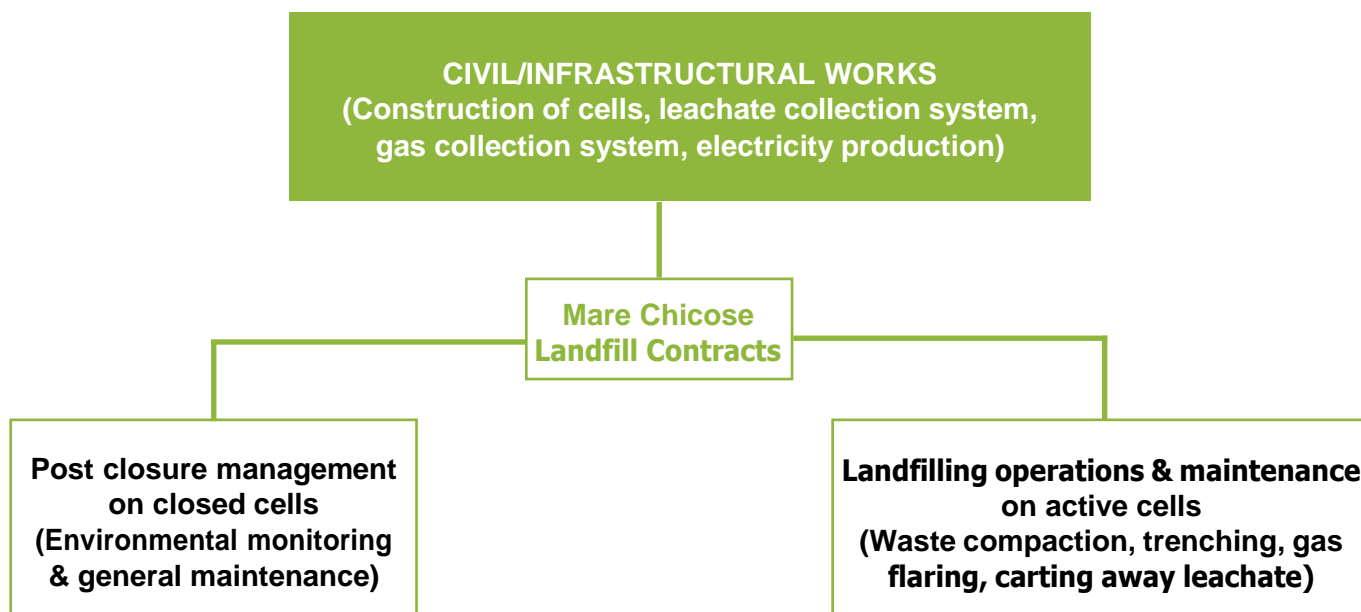 CIVIL/INFRASTRUCTURAL WORKS
(Construction of cells, leachate collection system,
gas collection system, electricity production)
Mare Chicose
Landfill Contracts
Post closure management
on closed cells
(Environmental monitoring
& general maintenance)
Landfilling operations & maintenance
on active cells
(Waste compaction, trenching, gas
flaring, carting away leachate)